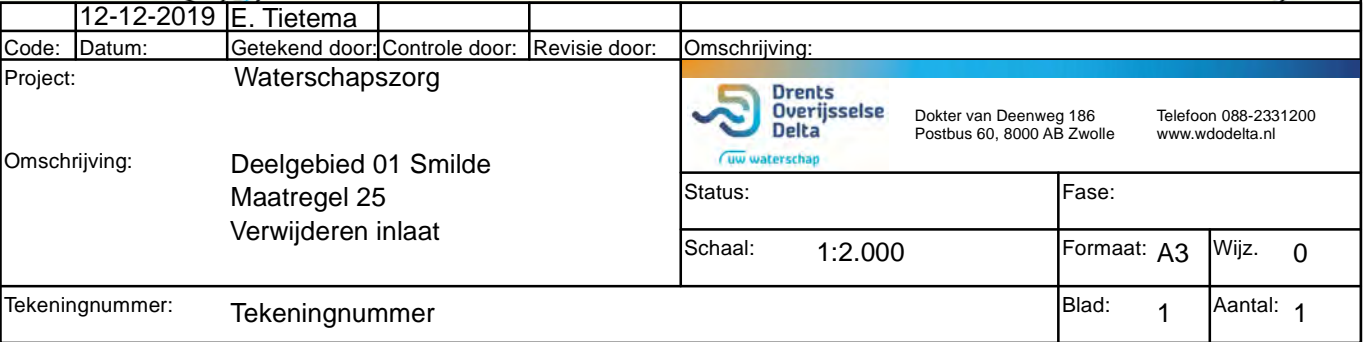 12-12-2019 E. Tietema
Code: Datum: Getekend door: Controle door: Revisie door: Omschrijving:
Project: Waterschapszorg
Drents
Overijsselse
Delta
uw waterschap
Dokter van Deenweg 186
Postbus 60, 8000 AB Zwolle
Telefoon 088-2331200
www.wdodelta.nl
Omschrijving: Deelgebied 01 Smilde
Maatregel 25
Verwijderen inlaat
Status: Fase:
Schaal: 1:2.000 Formaat: A3 Wijz. 0
Tekeningnummer: Tekeningnummer Blad: 1 Aantal: 1